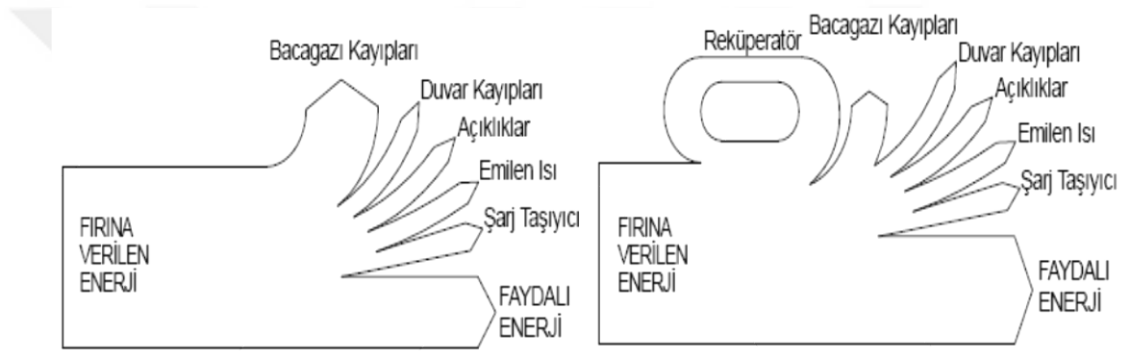 Bacagazı Kayıpları
Duvar Kayıpları
Açıklıklar
Emilen Isı
Şarj Taşıyıcı
FIRINA
VERİLEN
ENERJİ
FAYDALI
ENERJİ
Reküperatör
Bacagazı Kayıpları
Duvar Kayıpları
Açıklıklar
Emilen Isı
Şarj Taşıyıcı
FIRINA
VERİLEN
ENERJİ
FAYDALI
ENERJİ